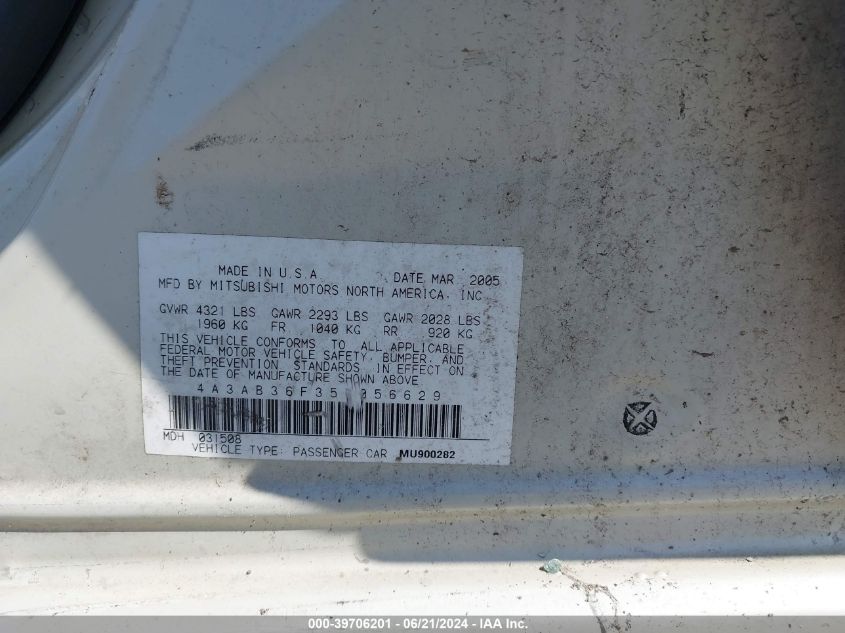 MADE IN U.S.A. DATE MAR 2005
MFD BY MITSUBISHI MOTORS NORTH AMERICA, INC
GVWR 4321 LBS GAWR 2293 LBS GAWR 2028 LBS
1960 KG FR 1040 KG RR 920 KG
THIS VEHICLE CONFORMS TO ALL APPLICABLE
FEDERAL MOTOR VEHICLE SAFETY, BUMPER, AND
THEFT PREVENTION STANDARDS IN EFFECT ON
THE DATE OF MANUFACTURE SHOWN ABOVE
MDH 031508
VEHICLE TYPE: PASSENGER CAR MU900282
000-39706201 - 06/21/2024 - IAA Inc.